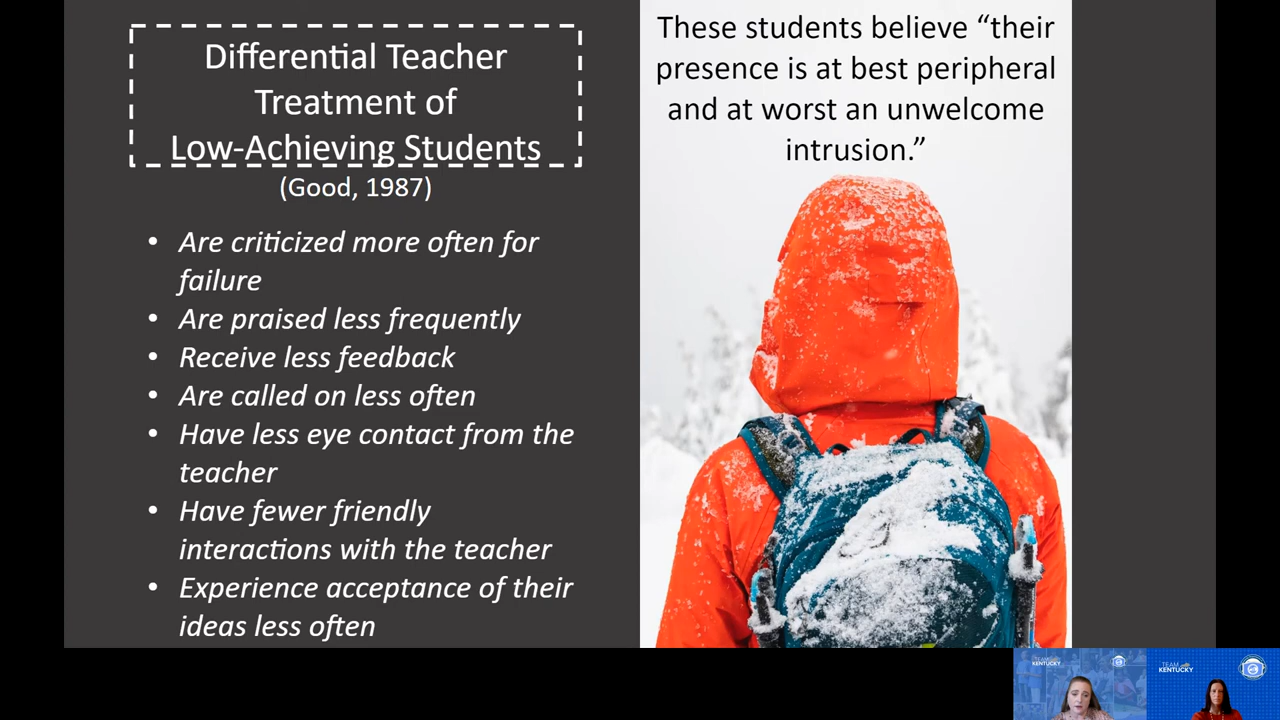 Differential Teacher
Treatment of
Low-Achieving Students
(Good, 1987)
• Are criticized more often for
failure
• Are praised less frequently
• Receive less feedback
• Are called on less often
• Have less eye contact from the
teacher
• Have fewer friendly
interactions with the teacher
• Experience acceptance of their
ideas less often
These students believe “their
presence is at best peripheral
and at worst an unwelcome
intrusion.”
TEAM
KENTUCKY
TEAM
KENTUCKY